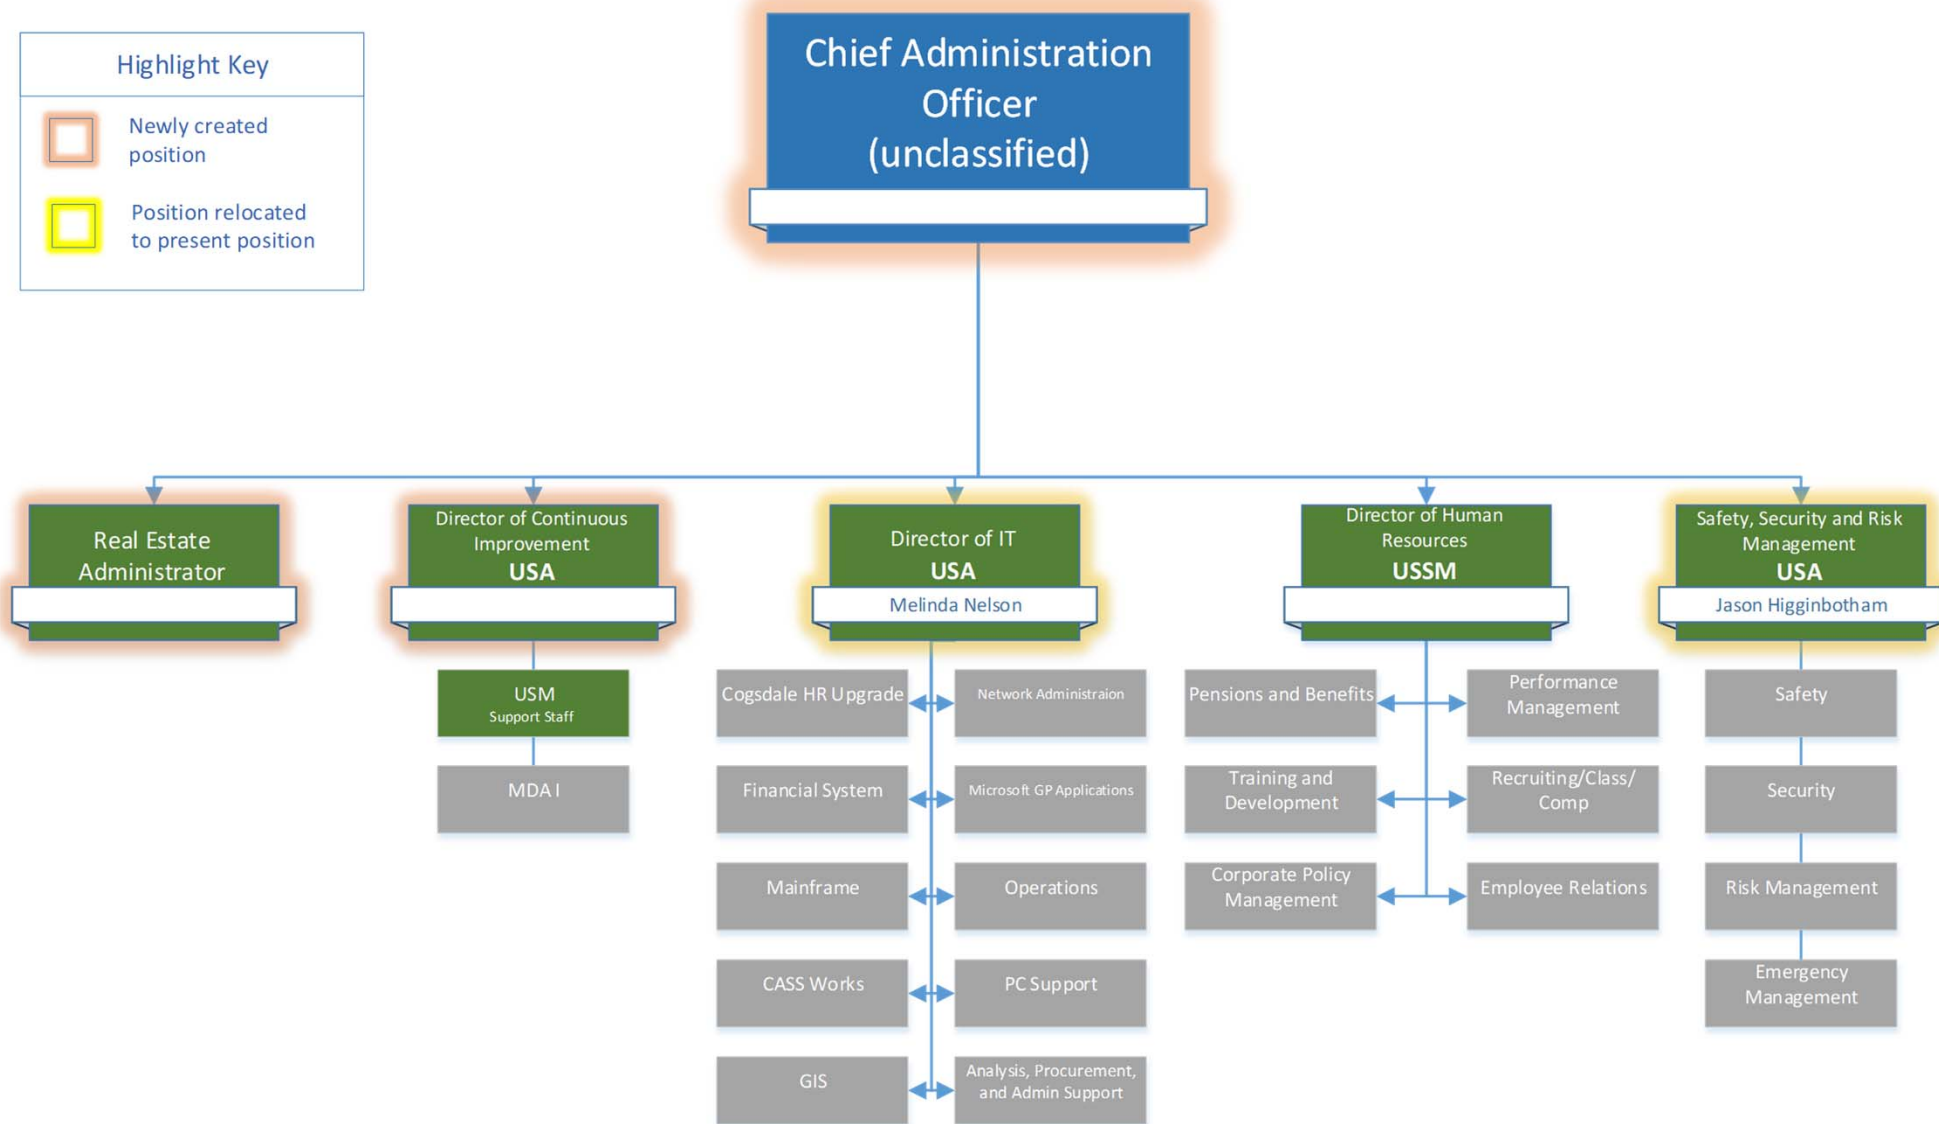 Highlight Key
Newly created
position
Position relocated
to present position
Chief Administration
Officer
(unclassified)
Real Estate
Administrator
Director of Continuous
Improvement
USA
USM
Support Staff
MDA I
Director of IT
USA
Melinda Nelson
Cogsdale HR Upgrade
Network Administraion
Financial System
Microsoft GP Applications
Mainframe
Operations
CASS Works
PC Support
GIS
Analysis, Procurement,
and Admin Support
Director of Human
Resources
USSM
Pensions and Benefits
Performance
Management
Training and
Development
Recruiting/Class/
Comp
Corporate Policy
Management
Employee Relations
Safety, Security and Risk
Management
USA
Jason Higginbotham
Safety
Security
Risk Management
Emergency
Management